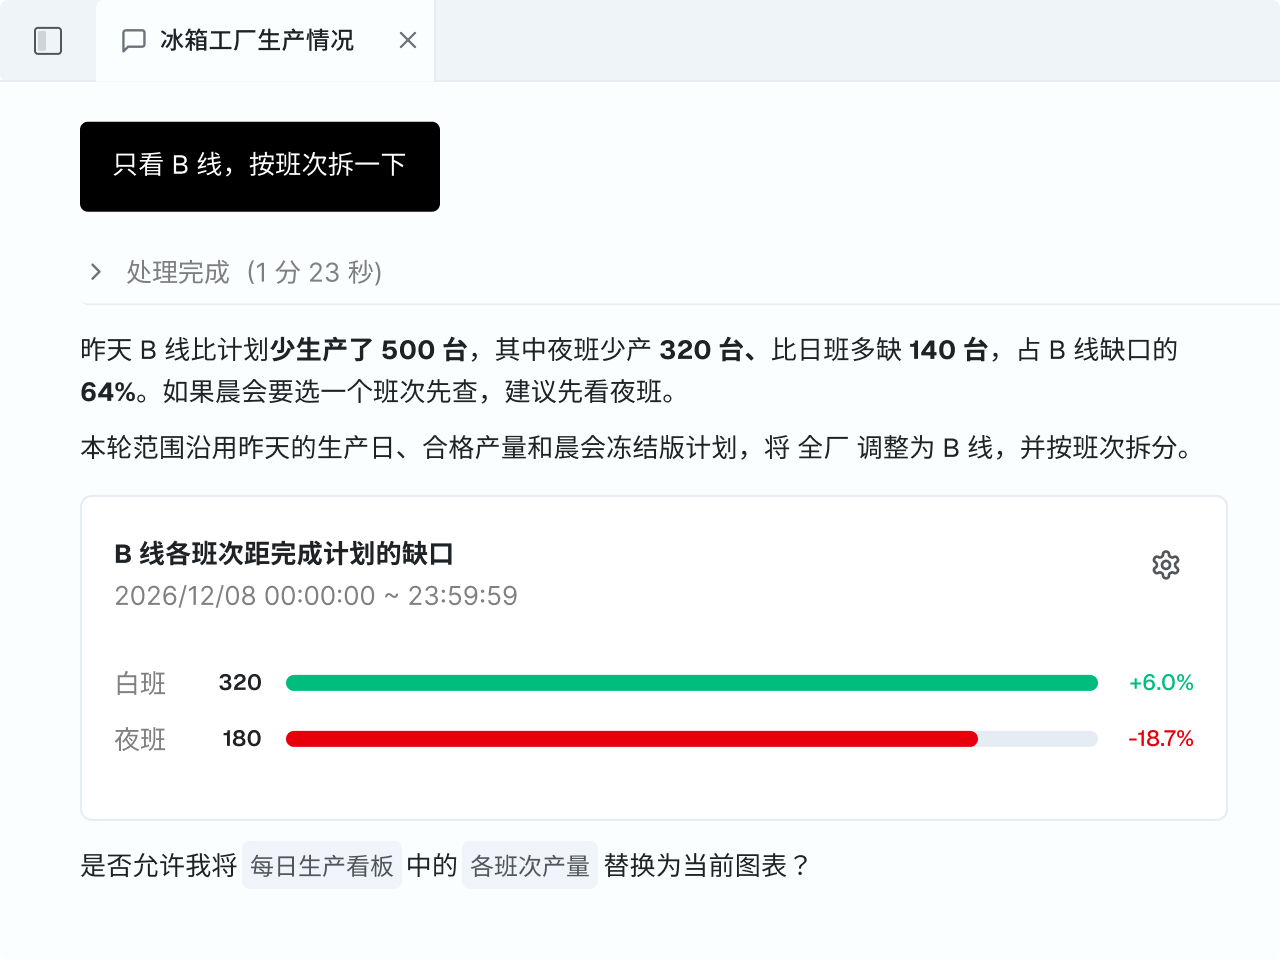 冰箱工厂生产情况
只看 B 线，按班次拆一下
处理完成（1 分 23 秒)
昨天 B 线比计划少生产了 500 台，其中夜班少产 320 台、比日班多缺 140 台，占 B 线缺口的
64%。如果晨会要选一个班次先查，建议先看夜班。
本轮范围沿用昨天的生产日、合格产量和晨会冻结版计划，将 全厂 调整为 B 线，并按班次拆分。
B 线各班次距完成计划的缺口
2026/12/08 00:00:00 ~ 23:59:59
白班 320 +6.0%
夜班 180 -18.7%
是否允许我将 每日生产看板 中的 各班次产量 替换为当前图表？